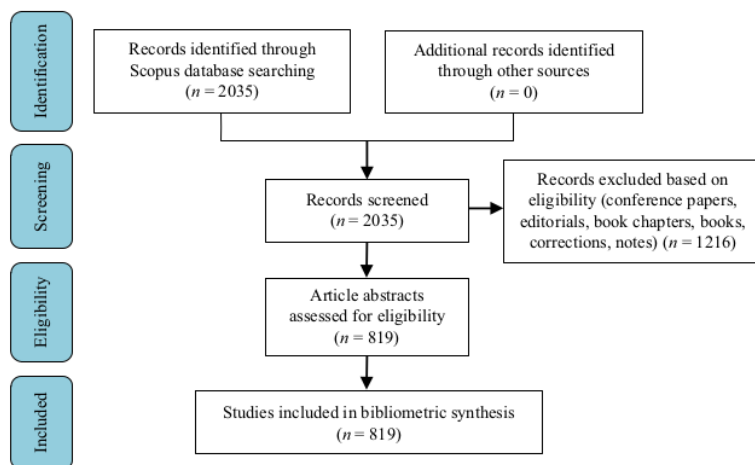 Identification
Records identified through
Scopus database searching
(n = 2035)
Additional records identified
through other sources
(n = 0)
Screening
Records screened
(n = 2035)
Records excluded based on
eligibility (conference papers,
editorials, book chapters, books,
corrections, notes) (n = 1216)
Eligibility
Article abstracts
assessed for eligibility
(n = 819)
Included
Studies included in bibliometric synthesis
(n = 819)